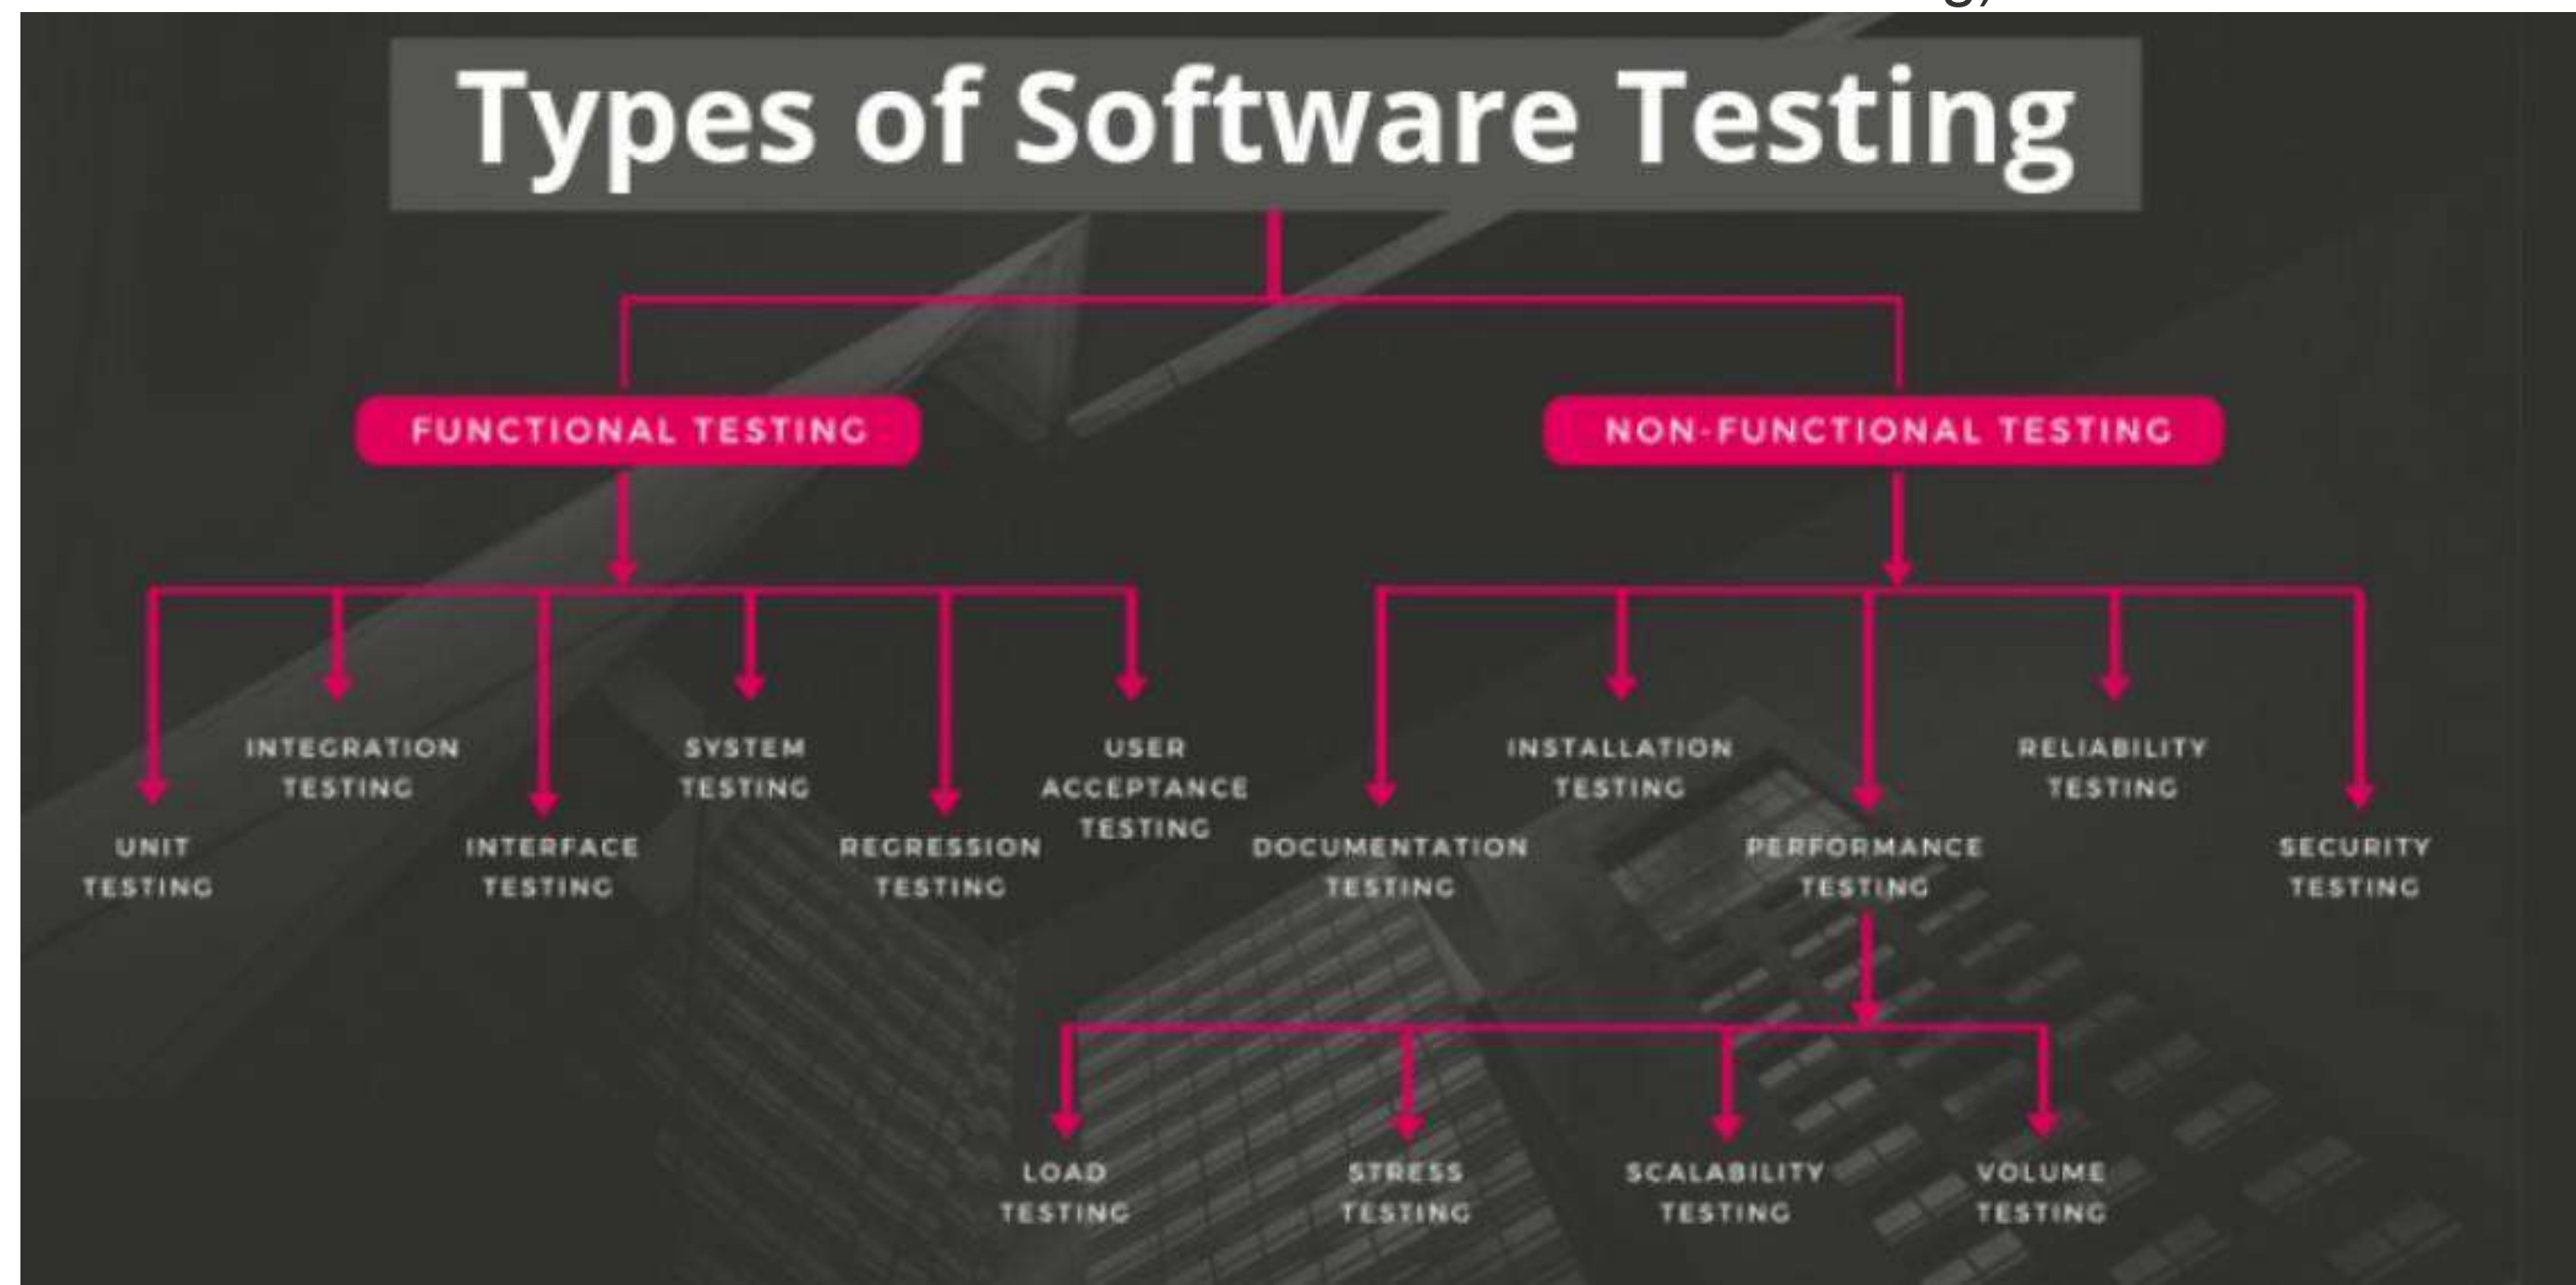 Types of Software Testing
FUNCTIONAL TESTING
NON-FUNCTIONAL TESTING
UNIT
TESTING
INTEGRATION
TESTING
INTERFACE
TESTING
SYSTEM
TESTING
REGRESSION
TESTING
USER
ACCEPTANCE
TESTING
DOCUMENTATION
TESTING
INSTALLATION
TESTING
PERFORMANCE
TESTING
RELIABILITY
TESTING
SECURITY
TESTING
LOAD
TESTING
STRESS
TESTING
SCALABILITY
TESTING
VOLUME
TESTING